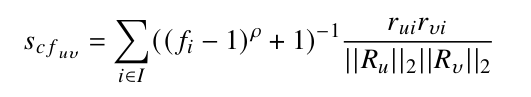 $s_{cf_{uv}} = \sum_{i \in I} ((f_i - 1)^{\rho} + 1)^{-1} \frac{r_{ui} r_{vi}}{||R_u||_2 ||R_v||_2}$